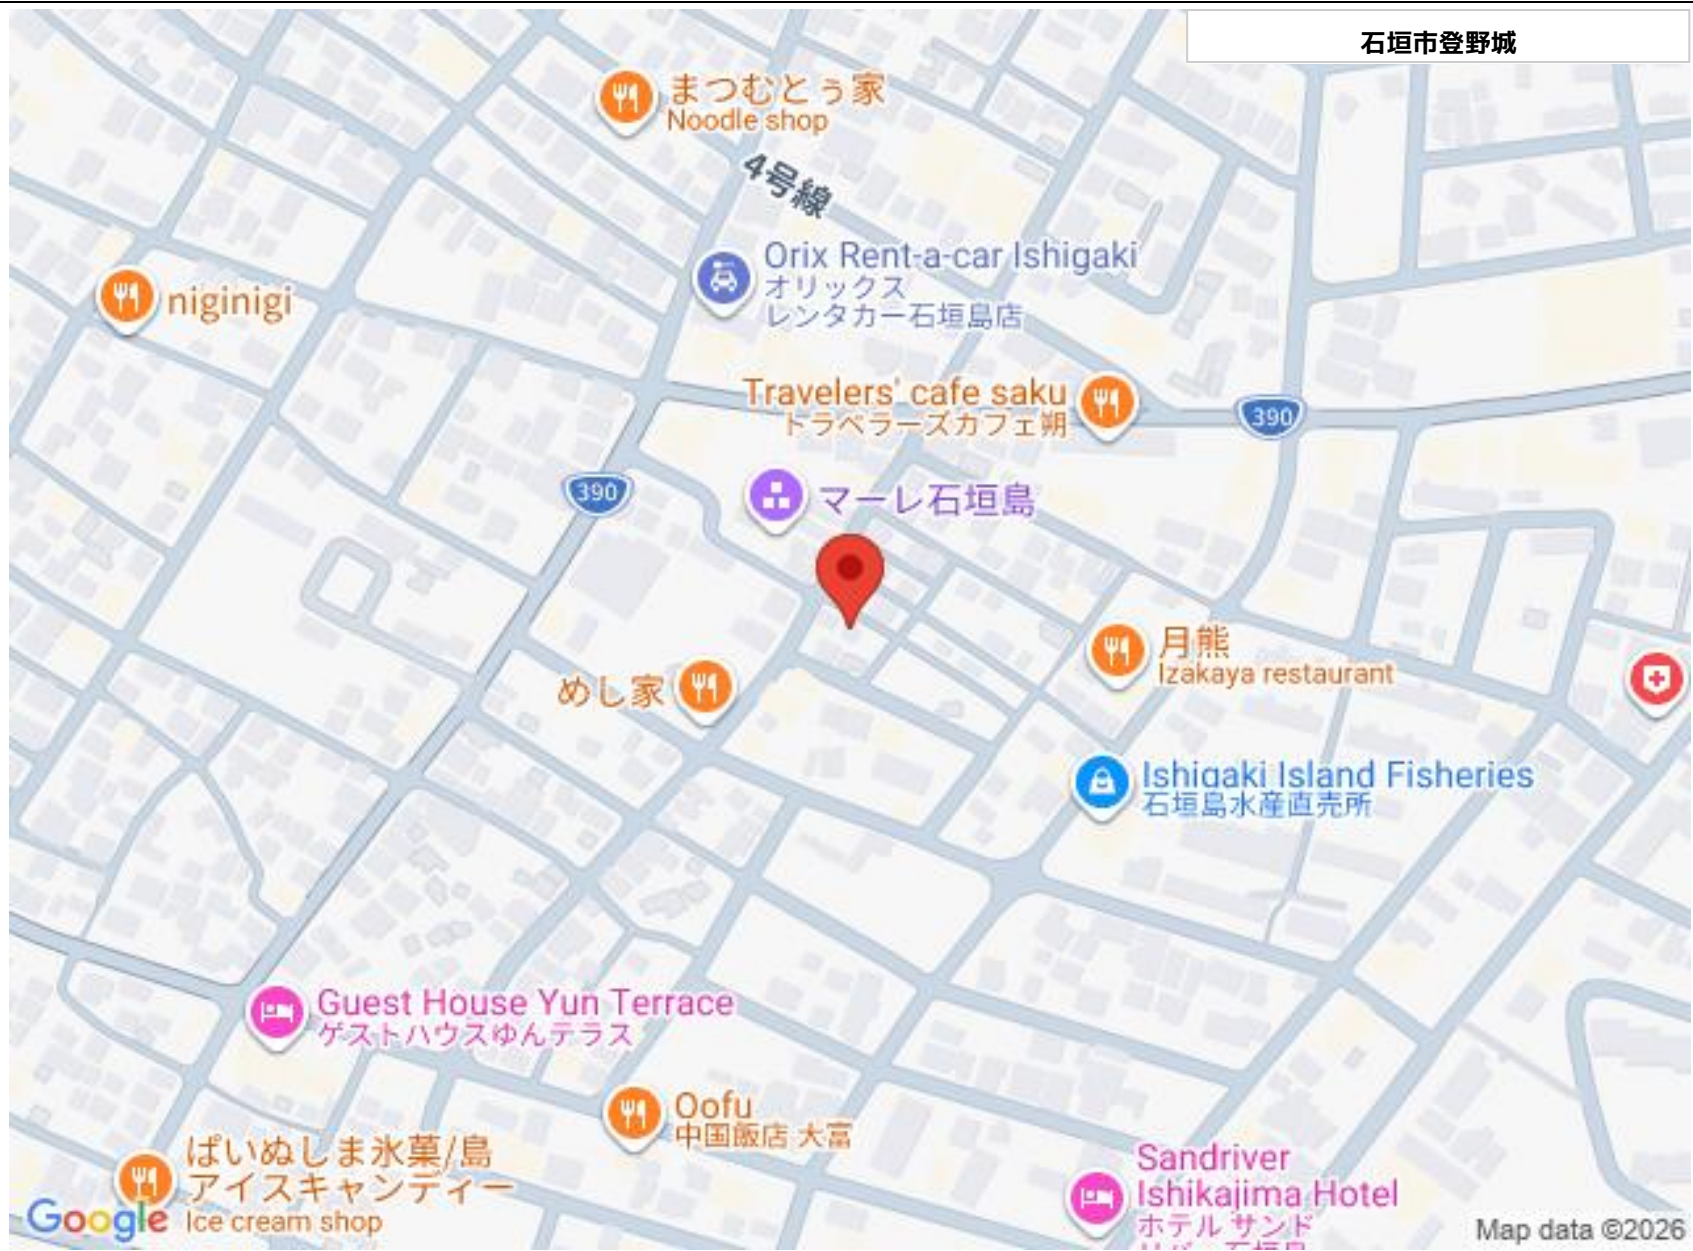 石垣市登野城
まつむとぅ家
Noodle shop
4号線
Orix Rent-a-car Ishigaki
オリックス
レンタカー石垣島店
niginigi
Travelers' cafe saku
トラベラーズカフェ朔
390
390
マーレ石垣島
月熊
Izakaya restaurant
めし家
Ishigaki Island Fisheries
石垣島水産直売所
Guest House Yun Terrace
ゲストハウスゆんテラス
Oofu
中国飯店 大富
ぱいぬしま氷菓/島
アイスキャンディー
Ice cream shop
Sandriver
Ishikajima Hotel
ホテル サンド
リバー石垣島
Google
Map data ©2026